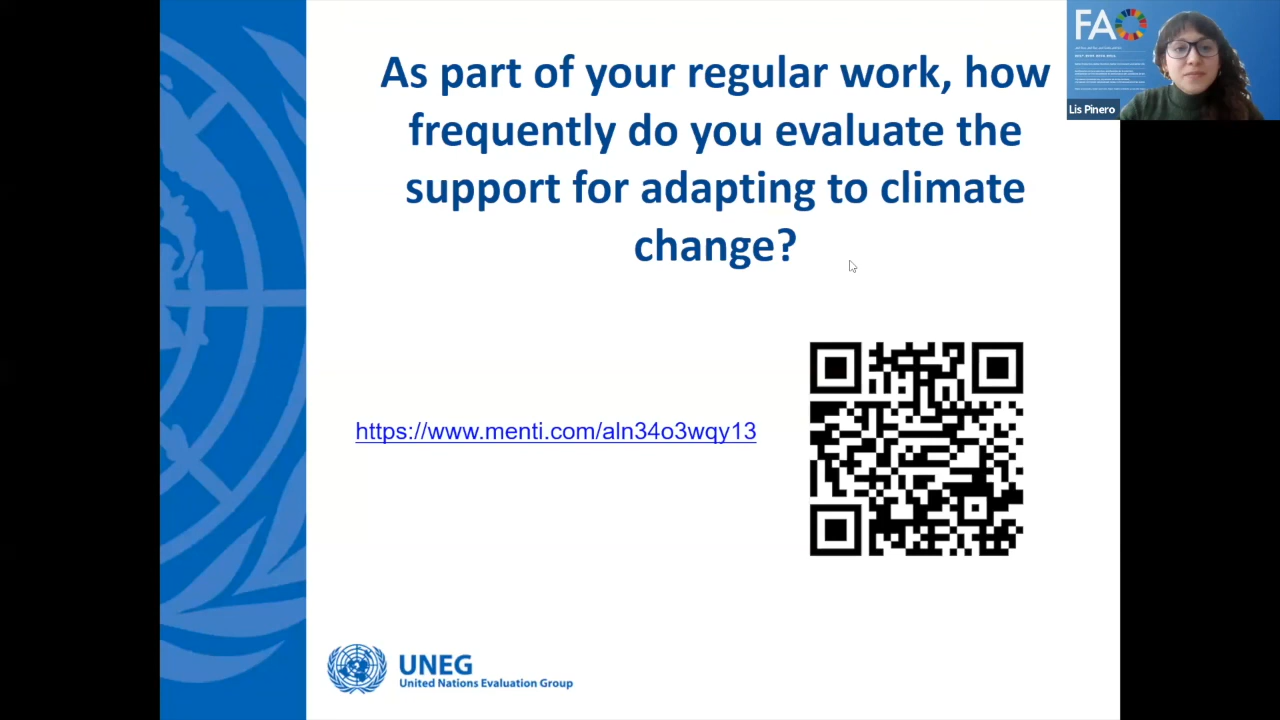 As part of your regular work, how
frequently do you evaluate the
support for adapting to climate
change?
https://www.menti.com/aln34o3wqy13
UNEG
United Nations Evaluation Group
FAO
Lis Pinero